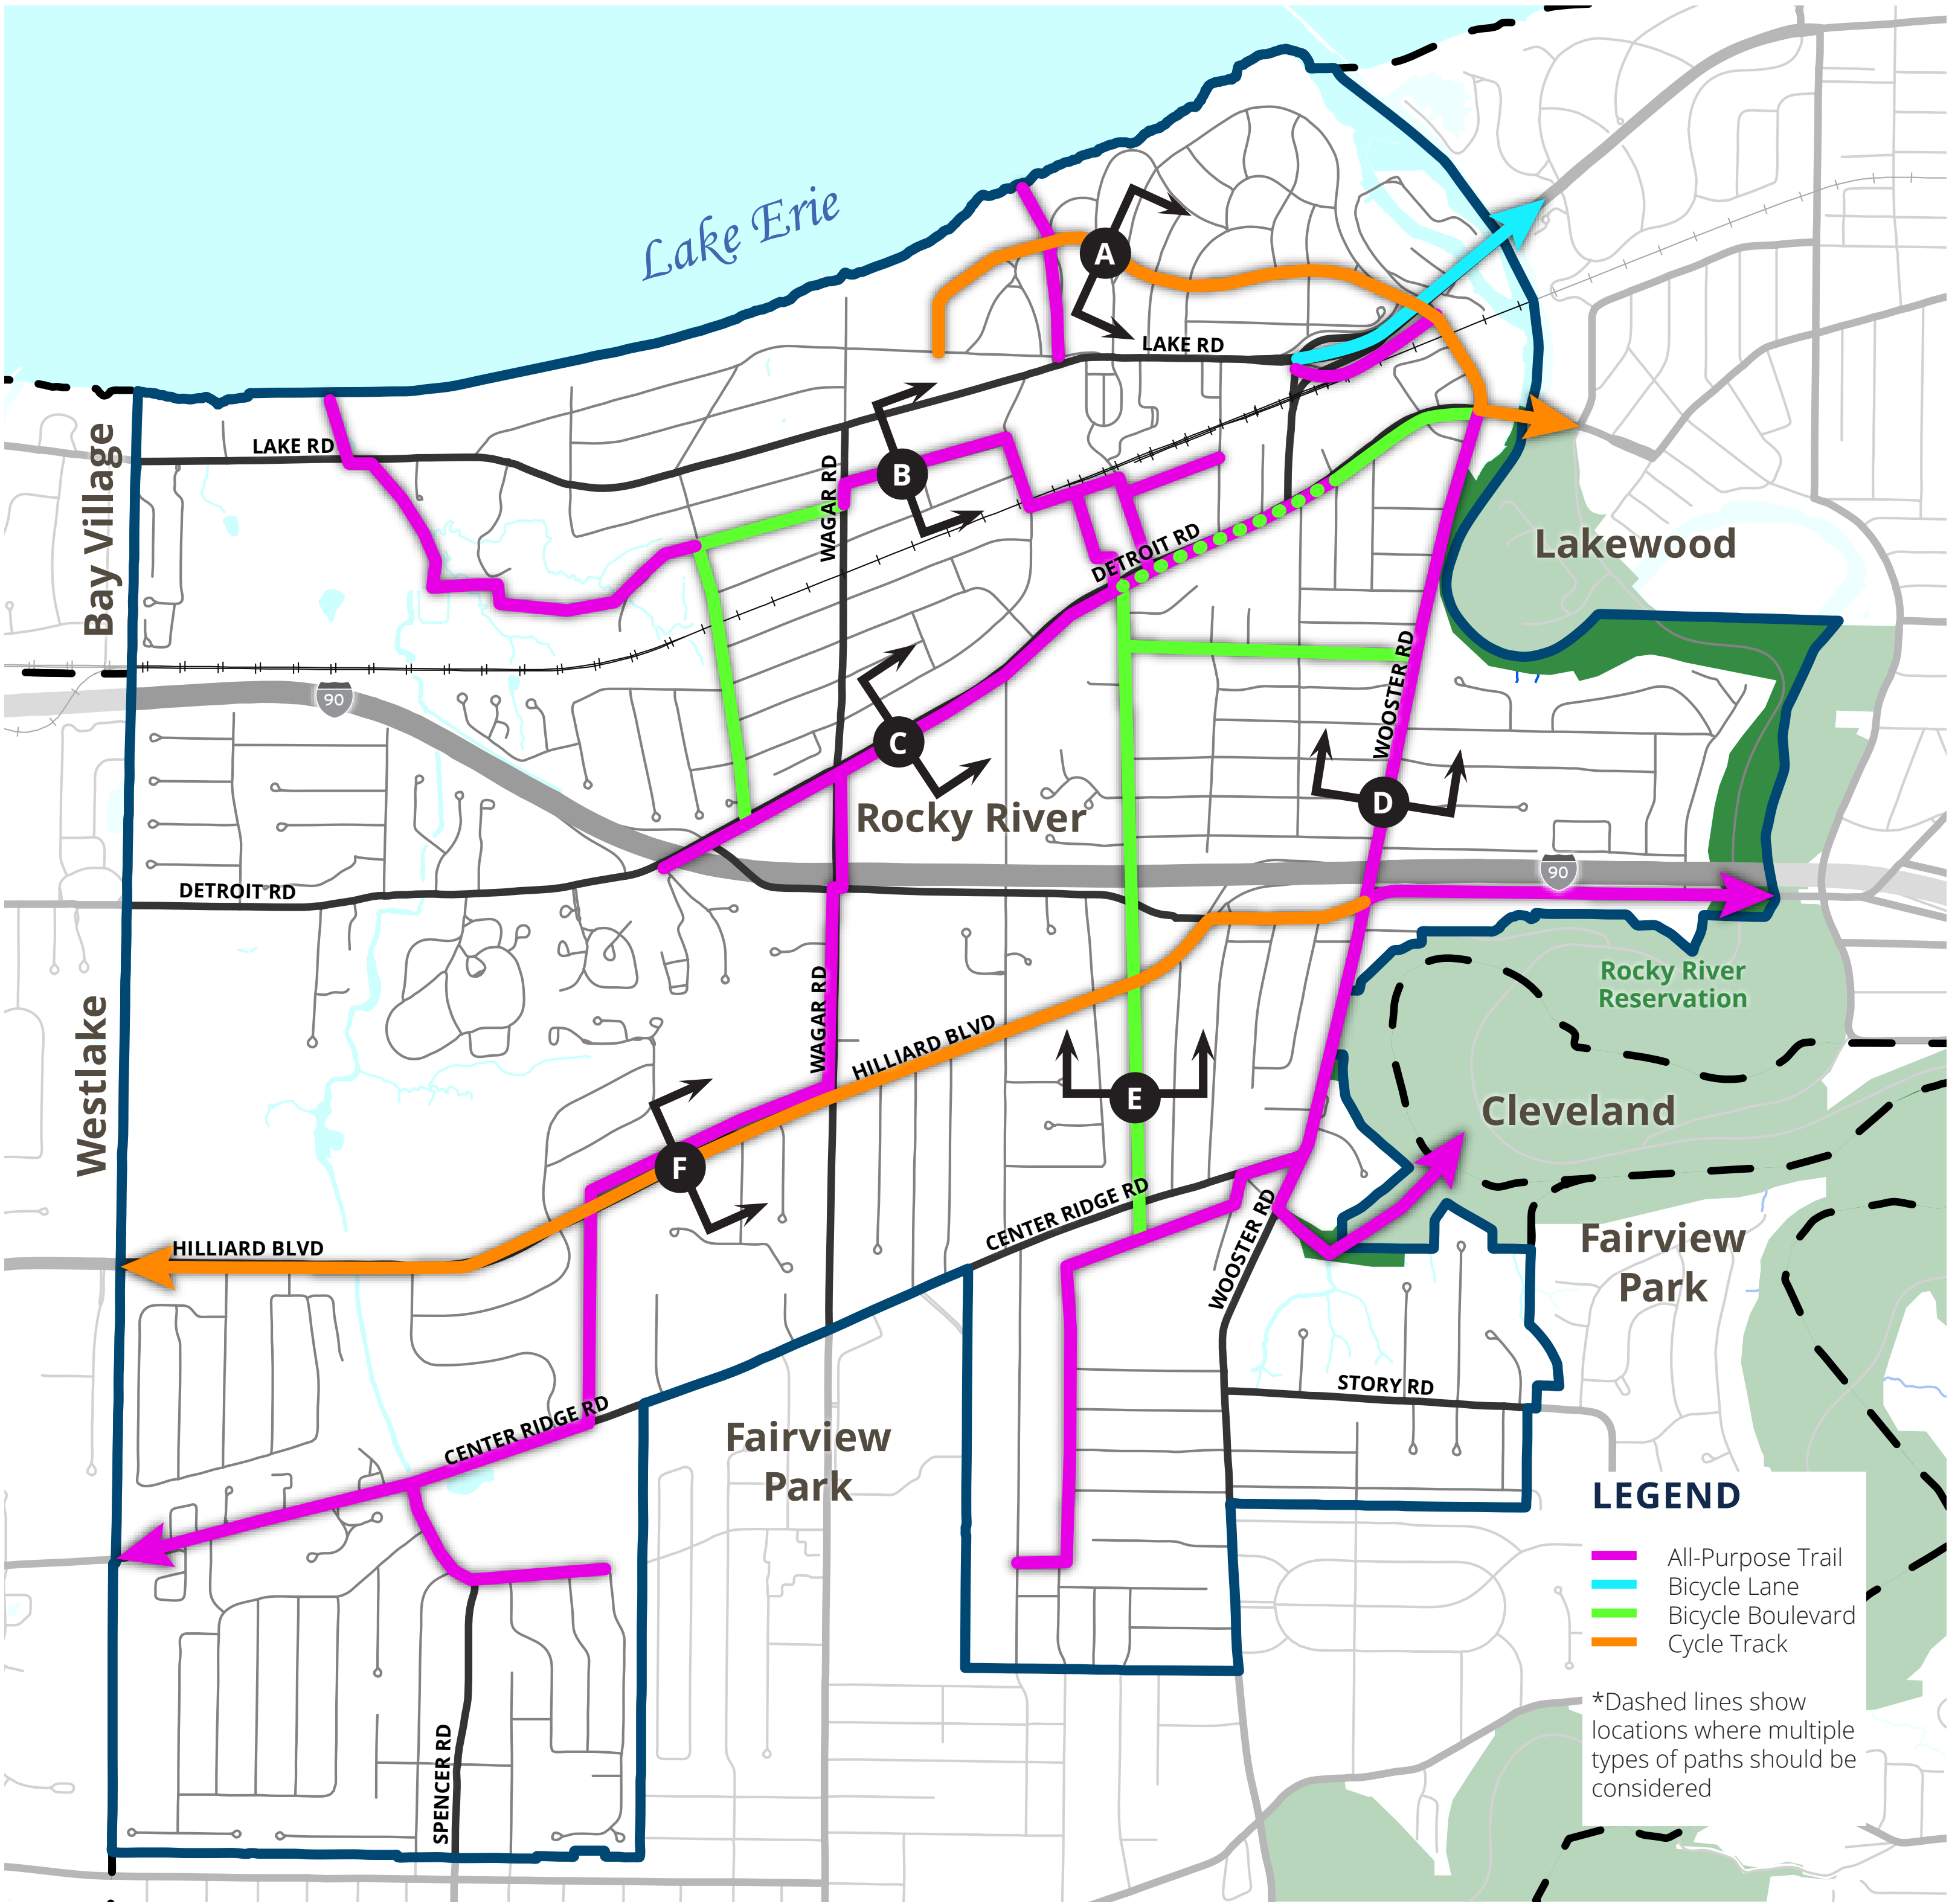 Lake Erie
A
LAKE RD
LAKE RD
Bay Village
WAGAR RD
B
DETROIT RD
Lakewood
WOOSTER RD
90
C
D
Rocky River
90
DETROIT RD
Rocky River
Reservation
WAGAR RD
Westlake
HILLIARD BLVD
E
Cleveland
F
CENTER RIDGE RD
WOOSTER RD
HILLIARD BLVD
Fairview
Park
STORY RD
CENTER RIDGE RD
Fairview
Park
SPENCER RD
LEGEND
All-Purpose Trail
Bicycle Lane
Bicycle Boulevard
Cycle Track
*Dashed lines show
locations where multiple
types of paths should be
considered